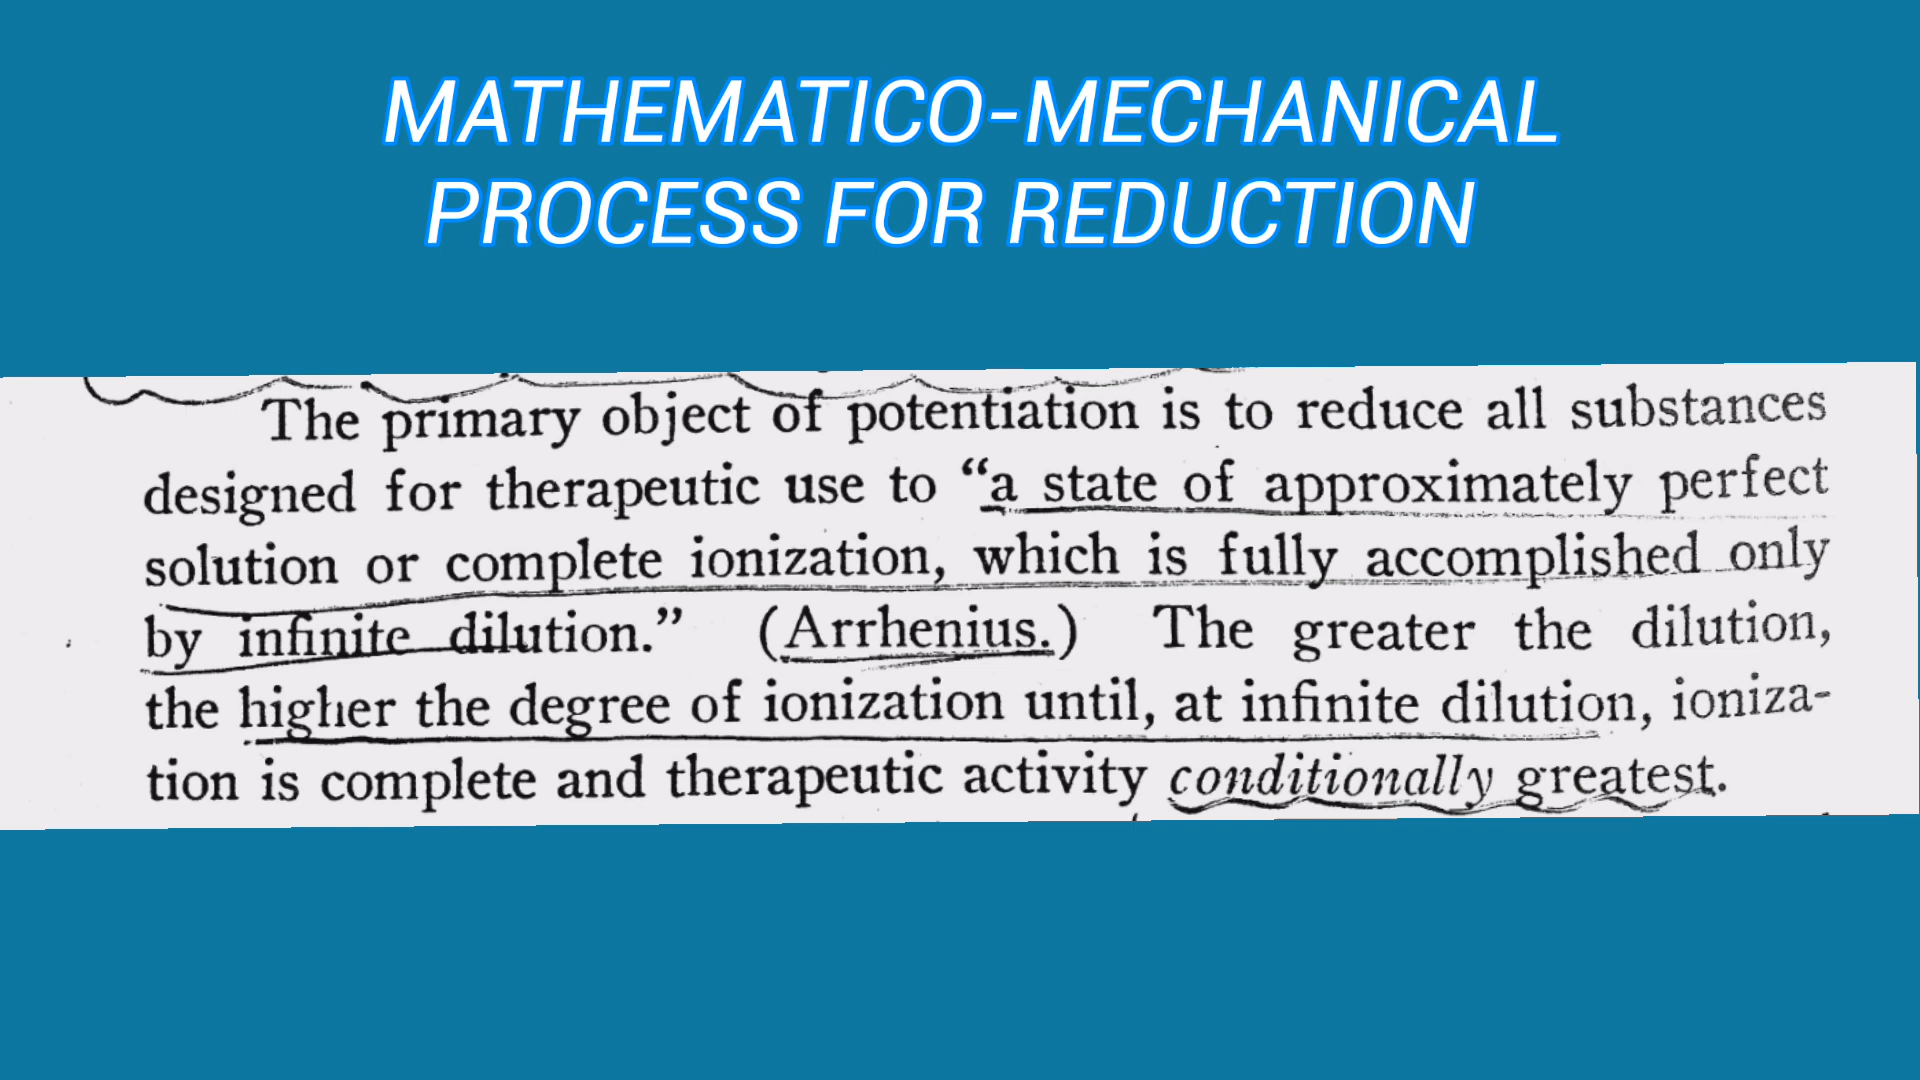 MATHEMATICO-MECHANICAL
PROCESS FOR REDUCTION
The primary object of potentiation is to reduce all substances
designed for therapeutic use to “a state of approximately perfect
solution or complete ionization, which is fully accomplished only
by infinite dilution.” (Arrhenius.) The greater the dilution,
the higher the degree of ionization until, at infinite dilution, ioniza-
tion is complete and therapeutic activity conditionally greatest.